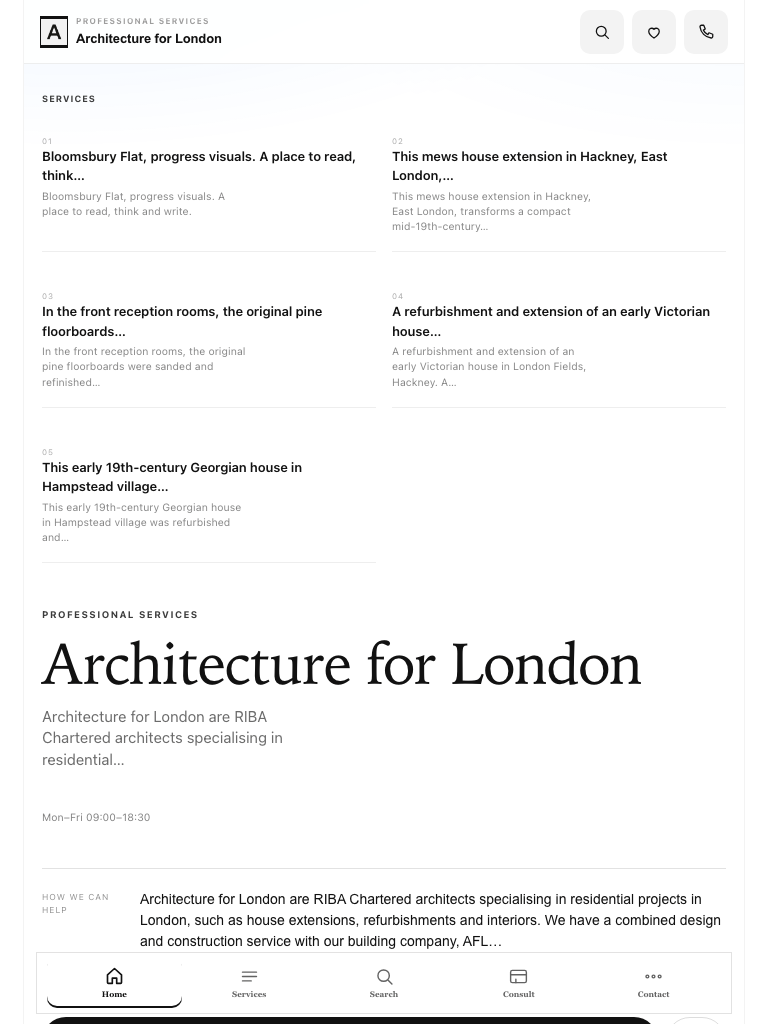 A
PROFESSIONAL SERVICES
Architecture for London
SERVICES
01
Bloomsbury Flat, progress visuals. A place to read,
think...
Bloomsbury Flat, progress visuals. A
place to read, think and write.
02
This mews house extension in Hackney, East
London,...
This mews house extension in Hackney,
East London, transforms a compact
mid-19th-century...
03
In the front reception rooms, the original pine
floorboards...
In the front reception rooms, the original
pine floorboards were sanded and
refinished...
04
A refurbishment and extension of an early Victorian
house...
A refurbishment and extension of an
early Victorian house in London Fields,
Hackney. A...
05
This early 19th-century Georgian house in
Hampstead village...
This early 19th-century Georgian house
in Hampstead village was refurbished
and...
PROFESSIONAL SERVICES
Architecture for London
Architecture for London are RIBA
Chartered architects specialising in
residential...
Mon–Fri 09:00–18:30
HOW WE CAN
HELP
Architecture for London are RIBA Chartered architects specialising in residential projects in
London, such as house extensions, refurbishments and interiors. We have a combined design
and construction service with our building company, AFL...
Home
Services
Search
Consult
Contact